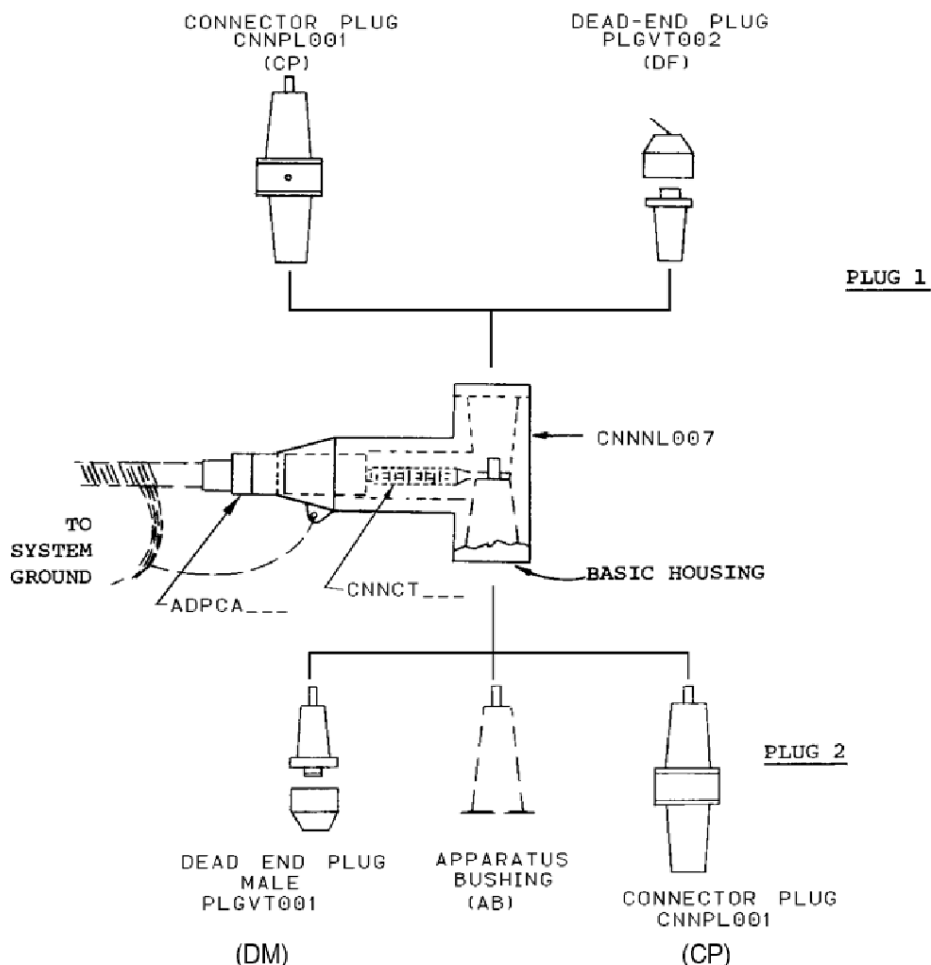 CONNECTOR PLUG
CNNPL001
(CP)
DEAD-END PLUG
PLGVT002
(DF)
PLUG 1
CNNNL007
TO
SYSTEM
GROUND
ADPCA___
CNNCT___
BASIC HOUSING
PLUG 2
DEAD END PLUG
MALE
PLGVT001
(DM)
APPARATUS
BUSHING
(AB)
CONNECTOR PLUG
CNNPL001
(CP)